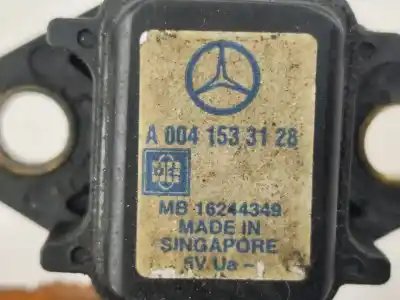 A 004 153 31 28
MB 16244349
MADE IN
SINGAPORE
5V Ua